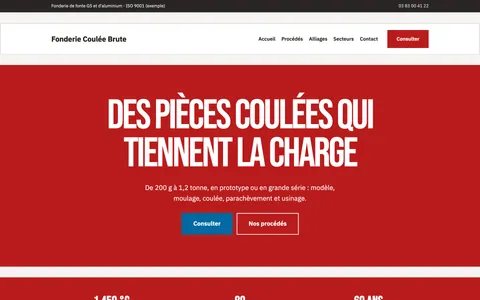 Fonderie de fonte GS et d'aluminium · ISO 9001 (exemple)
03 83 00 41 22
Fonderie Coulée Brute
Accueil Procédés Alliages Secteurs Contact Consulter
DES PIÈCES COULÉES QUI
TIENNENT LA CHARGE
De 200 g à 1,2 tonne, en prototype ou en grande série : modèle,
moulage, coulée, parachèvement et usinage.
Consulter Nos procédés